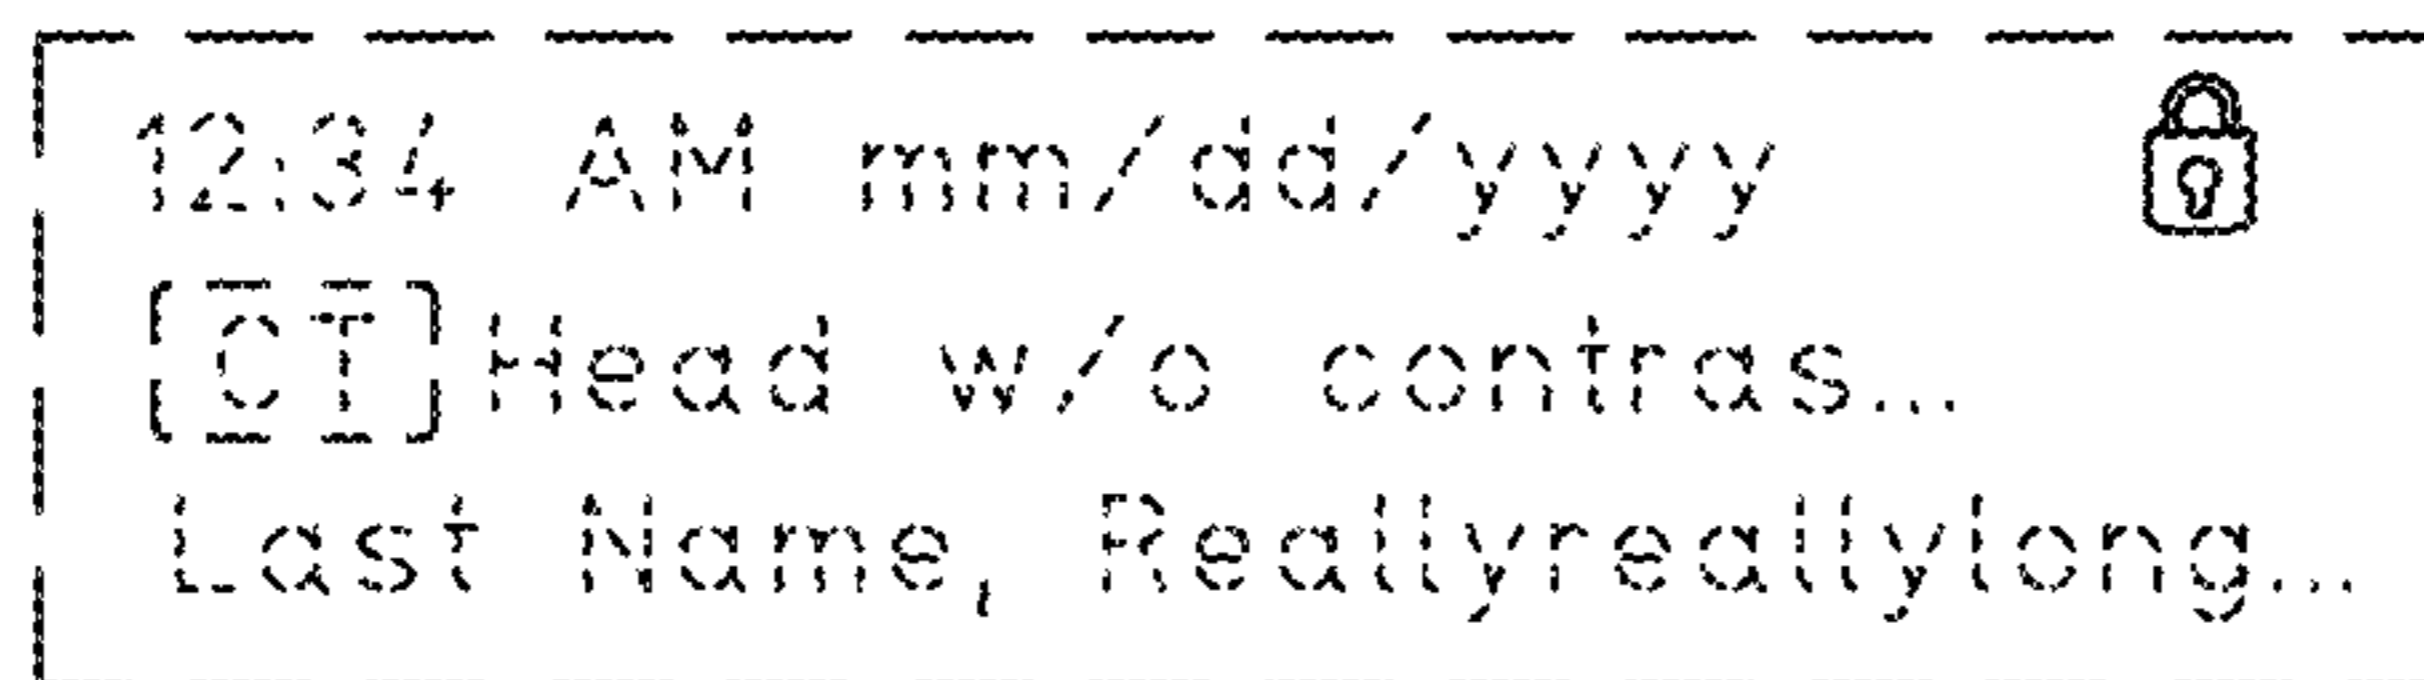 12:34 AM mm/dd/yyyy
CT Head w/o contras...
Last Name, Reallyreallylong...